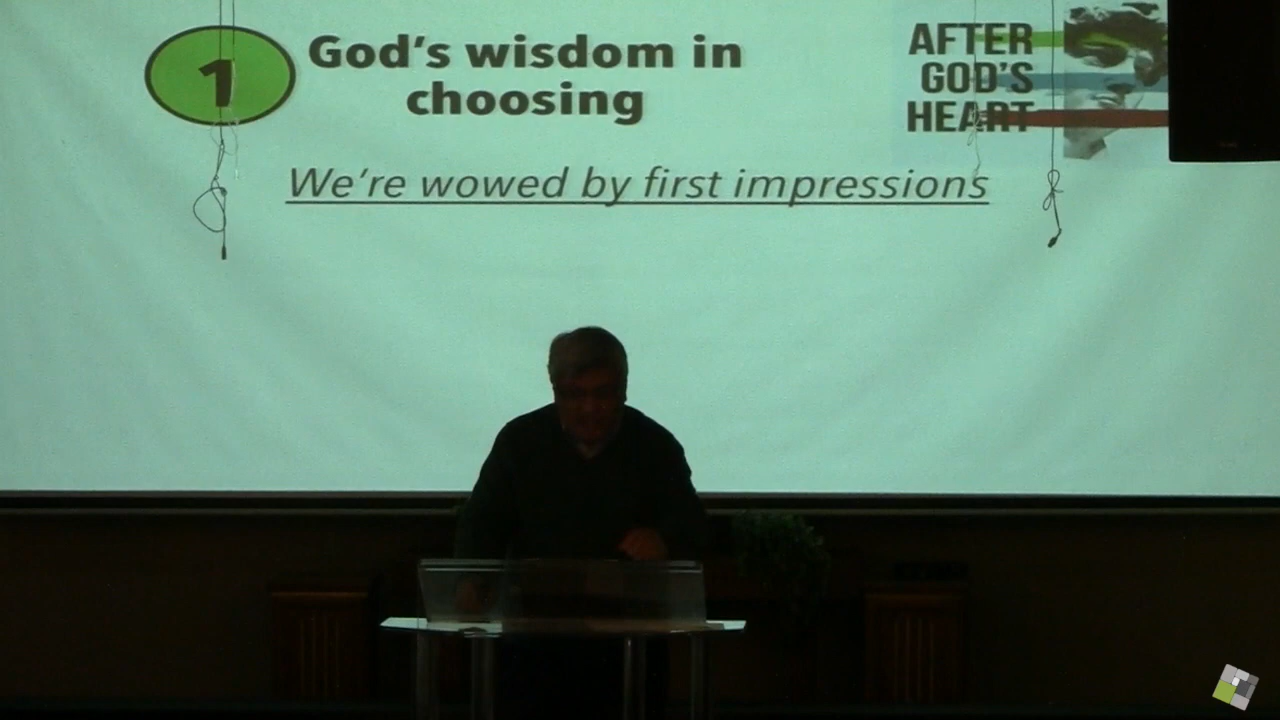 1
God's wisdom in
choosing
AFTER
GOD'S
HEART
We're wowed by first impressions